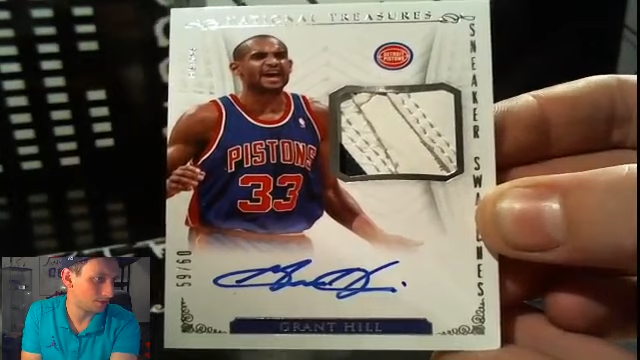 NATIONAL TREASURES
DETROIT PISTONS
SNEAKER SWATCHES
PISTONS
33
59/60
GRANT HILL